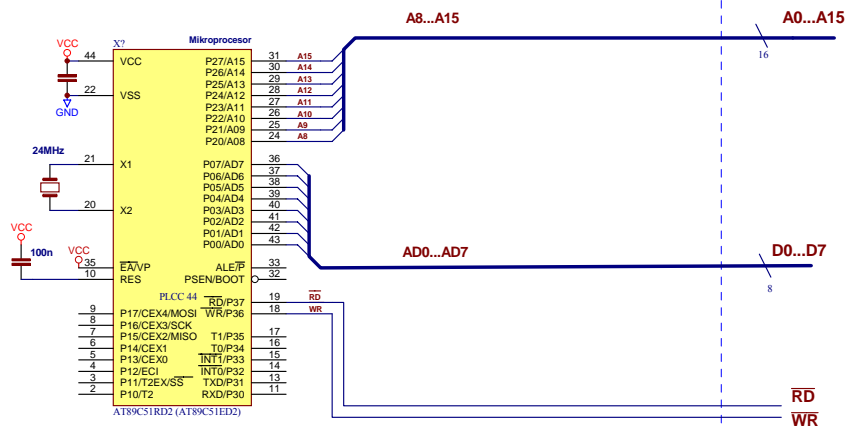 A8...A15
A0...A15
16
X?
Mikroprocesor
VCC
44 VCC P27/A15 31 A15
P26/A14 30 A14
P25/A13 29 A13
22 VSS P24/A12 28 A12
P23/A11 27 A11
GND
P22/A10 26 A10
P21/A09 25 A9
P20/A08 24 A8
24MHz
21 X1 P07/AD7 36
P06/AD6 37
P05/AD5 38
P04/AD4 39
20 X2 P03/AD3 40
P02/AD2 41
P01/AD1 42
P00/AD0 43
AD0...AD7
D0...D7
8
VCC
100n
VCC
35 EA/VP ALE/P 33
10 RES PSEN/BOOT 32
PLCC 44
RD/P37 19 RD
9 P17/CEX4/MOSI WR/P36 18 WR
8 P16/CEX3/SCK
7 P15/CEX2/MISO T1/P35 17
6 P14/CEX1 T0/P34 16
5 P13/CEX0 INT1/P33 15
4 P12/ECI INT0/P32 14
3 P11/T2EX/SS TXD/P31 13
2 P10/T2 RXD/P30 11
AT89C51RD2 (AT89C51ED2)
RD
WR